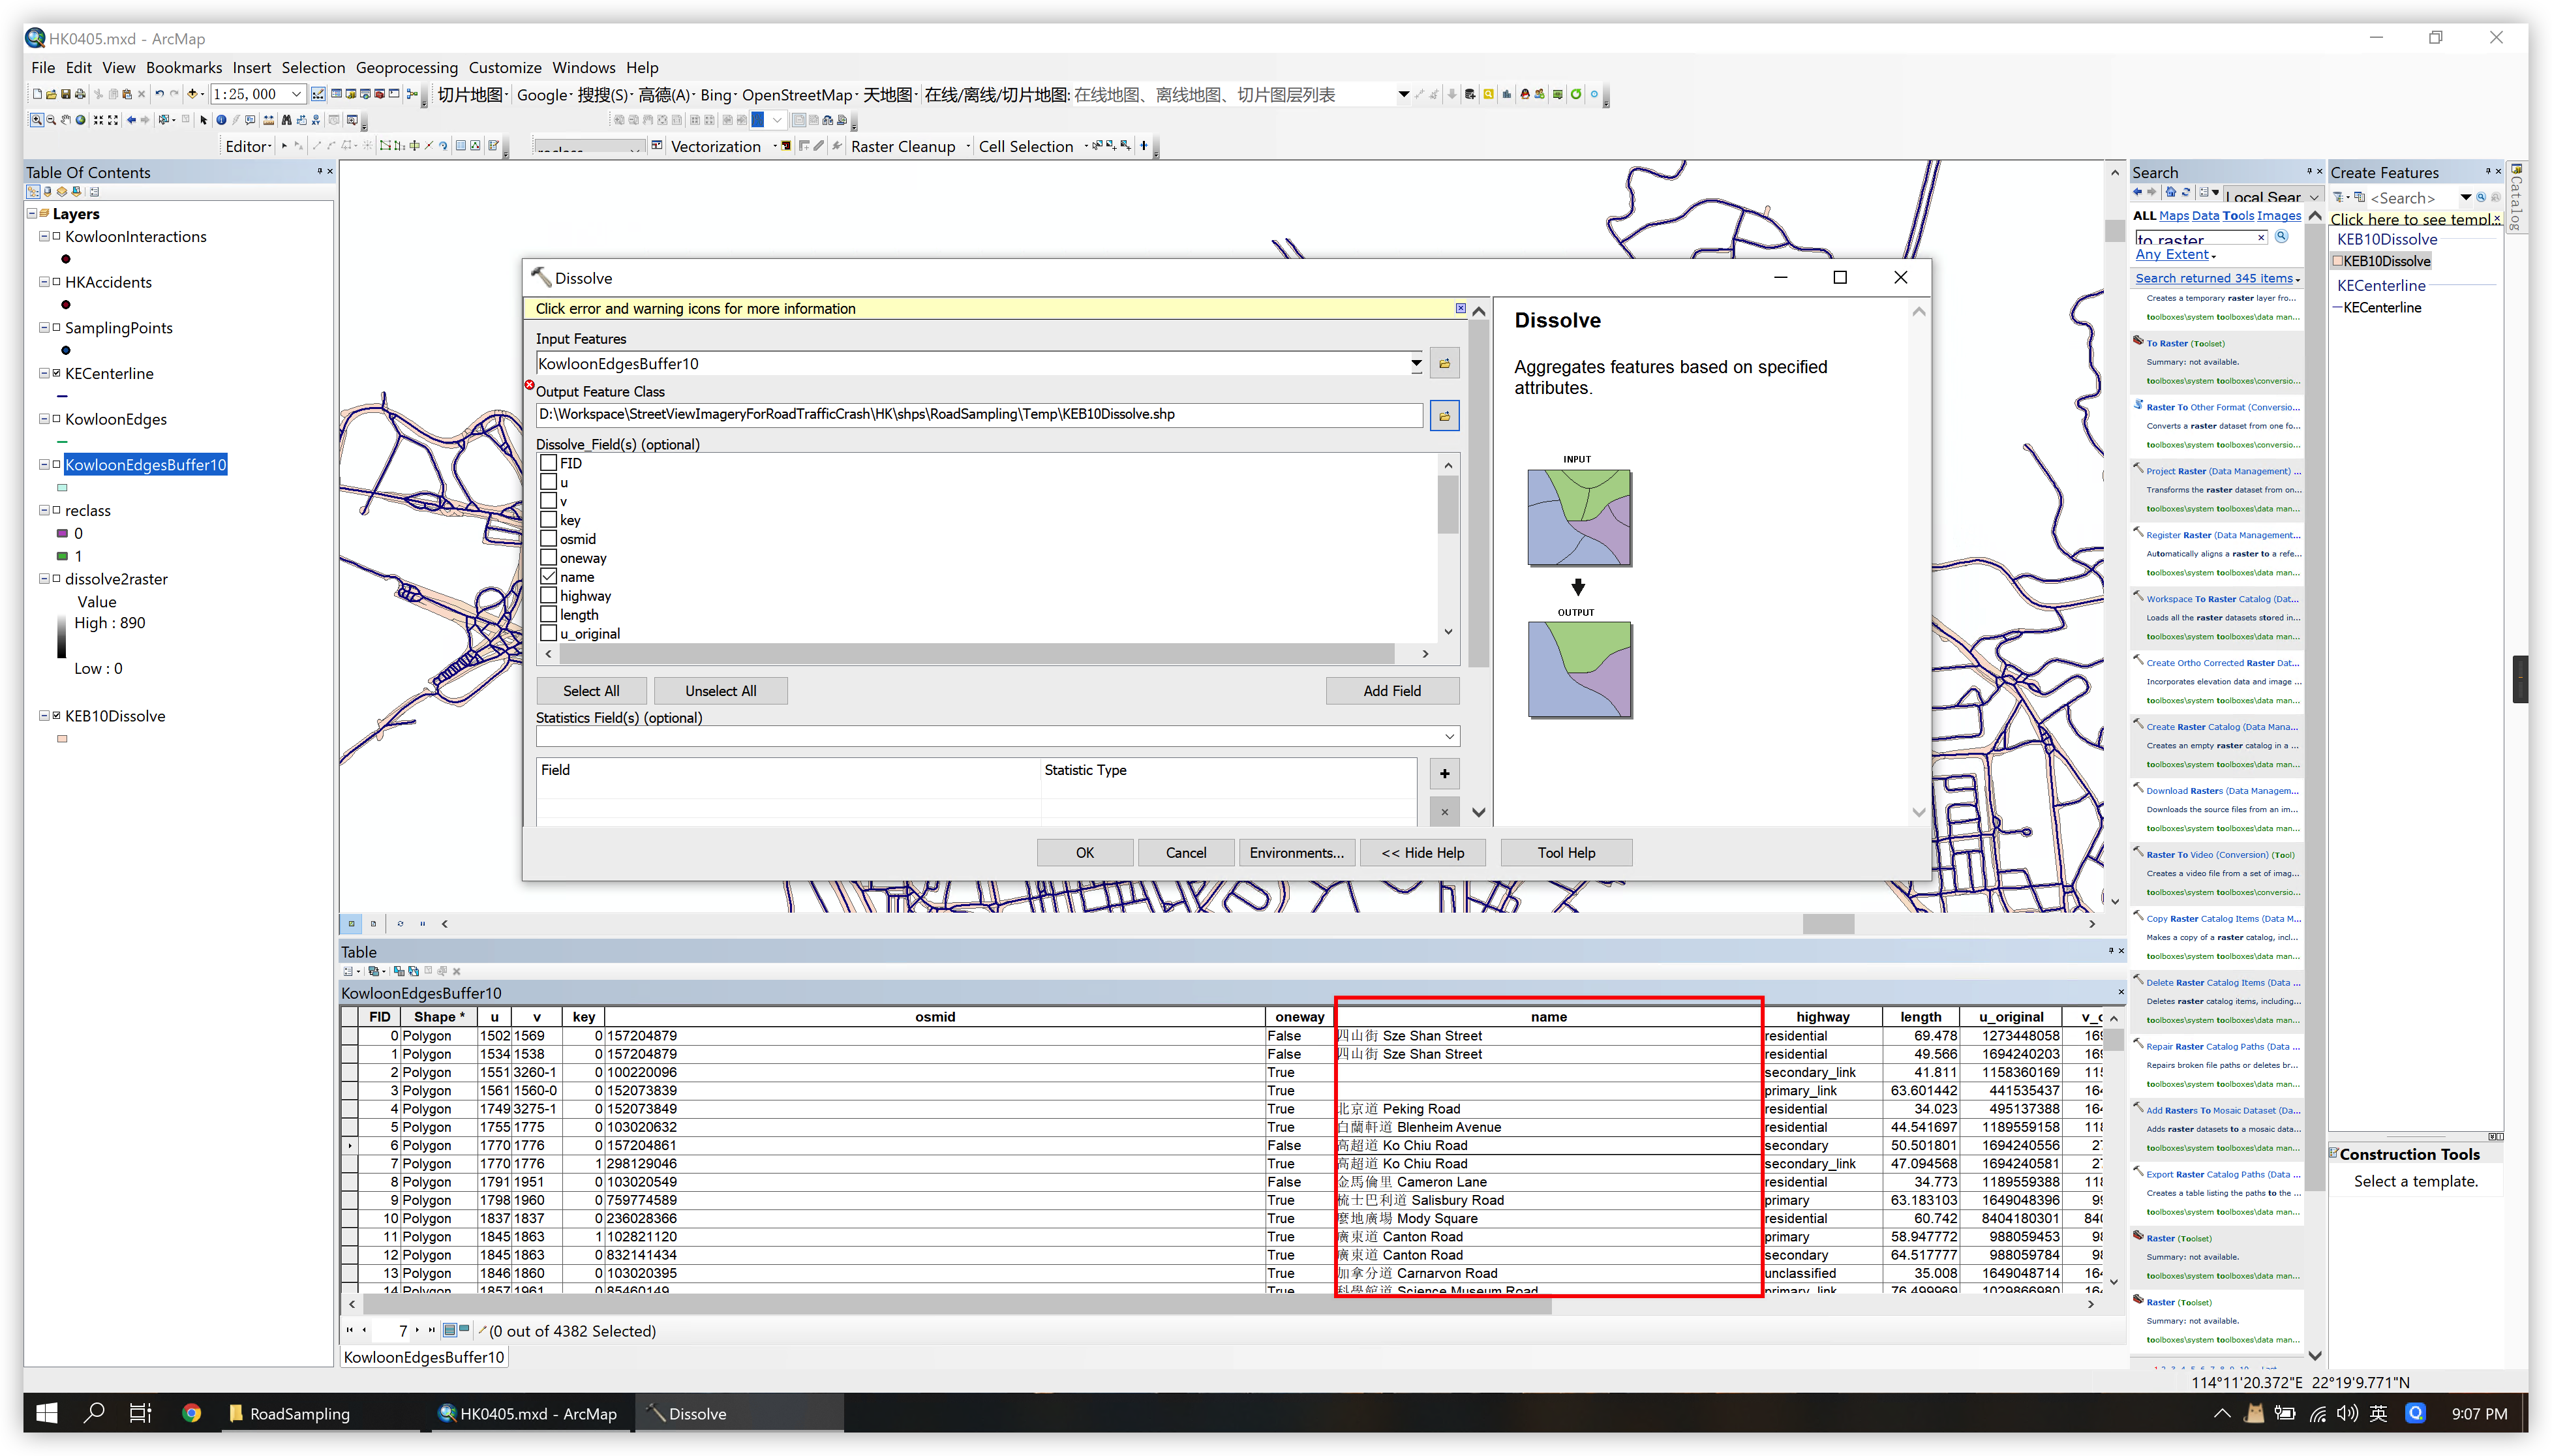 HK0405.mxd - ArcMap
File Edit View Bookmarks Insert Selection Geoprocessing Customize Windows Help
1:25,000
切片地图 Google 搜搜(S) 高德(A) Bing OpenStreetMap 天地图 在线/离线/切片地图: 在线地图、离线地图、切片图层列表
Editor
Vectorization Raster Cleanup Cell Selection
Table Of Contents
Layers
KowloonInteractions
HKAccidents
SamplingPoints
KECenterline
KowloonEdges
KowloonEdgesBuffer10
reclass
0
1
dissolve2raster
Value
High : 890
Low : 0
KEB10Dissolve
Dissolve
Click error and warning icons for more information
Input Features
KowloonEdgesBuffer10
Output Feature Class
D:\Workspace\StreetViewImageryForRoadTrafficCrash\HK\shps\RoadSampling\Temp\KEB10Dissolve.shp
Dissolve_Field(s) (optional)
FID
u
v
key
osmid
oneway
name
highway
length
u_original
Select All Unselect All Add Field
Statistics Field(s) (optional)
Field Statistic Type
OK Cancel Environments... << Hide Help Tool Help
Dissolve
Aggregates features based on specified
attributes.
INPUT
OUTPUT
Table
KowloonEdgesBuffer10
FID Shape * u v key osmid oneway name highway length u_original
0 Polygon 1502 1569 0 157204879 False 四山街 Sze Shan Street residential 69.478 1273448058 169
1 Polygon 1534 1538 0 157204879 False 四山街 Sze Shan Street residential 49.566 1694240203 169
2 Polygon 1551 3260-1 0 100220096 True secondary_link 41.811 1158360169 115
3 Polygon 1561 1560-0 0 152073839 True primary_link 63.601442 441535437 164
4 Polygon 1749 3275-1 0 152073849 True 北京道 Peking Road residential 34.023 495137388 164
5 Polygon 1755 1775 0 103020632 True 白蘭軒道 Blenheim Avenue residential 44.541697 1189559158 118
6 Polygon 1770 1776 0 157204861 False 高超道 Ko Chiu Road secondary 50.501801 1694240556 27
7 Polygon 1770 1776 1 298129046 True 高超道 Ko Chiu Road secondary_link 47.094568 1694240581 27
8 Polygon 1791 1951 0 103020549 False 金馬倫里 Cameron Lane residential 34.773 1189559388 118
9 Polygon 1798 1960 0 759774589 True 梳士巴利道 Salisbury Road primary 63.183103 1649048396 99
10 Polygon 1837 1837 0 236028366 True 麼地廣場 Mody Square residential 60.742 8404180301 840
11 Polygon 1845 1863 1 102821120 True 廣東道 Canton Road primary 58.947772 988059453 98
12 Polygon 1845 1863 0 832141434 True 廣東道 Canton Road secondary 64.517777 988059784 98
13 Polygon 1846 1860 0 103020395 True 加拿分道 Carnarvon Road unclassified 35.008 1649048714 164
14 Polygon 1857 1961 0 85460149 True 科學館道 Science Museum Road primary_link 76.499969 1029866980
7 (0 out of 4382 Selected)
KowloonEdgesBuffer10
Search
Local Sear
ALL Maps Data Tools Images
to raster
Any Extent
Search returned 345 items
Creates a temporary raster layer fro...
toolboxes\system toolboxes\data man...
To Raster (Toolset)
Summary: not available.
toolboxes\system toolboxes\conversio...
Raster To Other Format (Conversio...
Converts a raster dataset from one fo...
toolboxes\system toolboxes\conversio...
Project Raster (Data Management) ...
Transforms the raster dataset from on...
toolboxes\system toolboxes\data man...
Register Raster (Data Management...
Automatically aligns a raster to a refe...
toolboxes\system toolboxes\data man...
Workspace To Raster Catalog (Dat...
Loads all the raster datasets stored in...
toolboxes\system toolboxes\data man...
Create Ortho Corrected Raster Dat...
Incorporates elevation data and image ...
toolboxes\system toolboxes\data man...
Create Raster Catalog (Data Mana...
Creates an empty raster catalog in a ...
toolboxes\system toolboxes\data man...
Download Rasters (Data Managem...
Downloads the source files from an im...
toolboxes\system toolboxes\data man...
Raster To Video (Conversion) (Tool)
Creates a video file from a set of imag...
toolboxes\system toolboxes\conversio...
Copy Raster Catalog Items (Data M...
Makes a copy of a raster catalog, incl...
toolboxes\system toolboxes\data man...
Delete Raster Catalog Items (Data ...
Deletes raster catalog items, including...
toolboxes\system toolboxes\data man...
Repair Raster Catalog Paths (Data ...
Repairs broken file paths or deletes br...
toolboxes\system toolboxes\data man...
Add Rasters To Mosaic Dataset (Da...
Adds raster datasets to a mosaic data...
toolboxes\system toolboxes\data man...
Export Raster Catalog Paths (Data ...
Creates a table listing the paths to the ...
toolboxes\system toolboxes\data man...
Raster (Toolset)
Summary: not available.
toolboxes\system toolboxes\data man...
Raster (Toolset)
Summary: not available.
toolboxes\system toolboxes\data man...
Create Features
<Search>
Click here to see templ...
KEB10Dissolve
KEB10Dissolve
KECenterline
KECenterline
Construction Tools
Select a template.
Catalog
114°11'20.372"E 22°19'9.771"N
RoadSampling HK0405.mxd - ArcMap Dissolve 英 9:07 PM